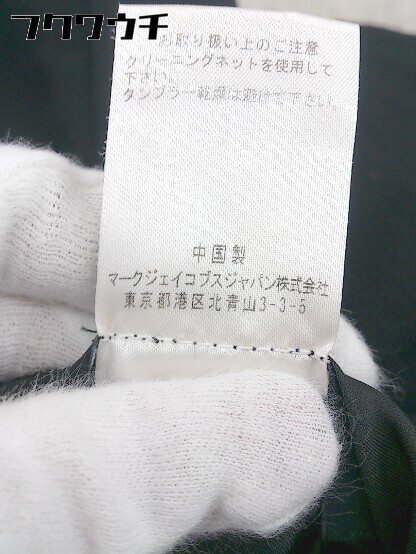 フクウウチ
お取り扱い上のご注意
クリーニングネットを使用して
下さい。
タンブラー乾燥は避けて下さい。
中国製
マークジェイコブスジャパン株式会社
東京都港区北青山3-3-5